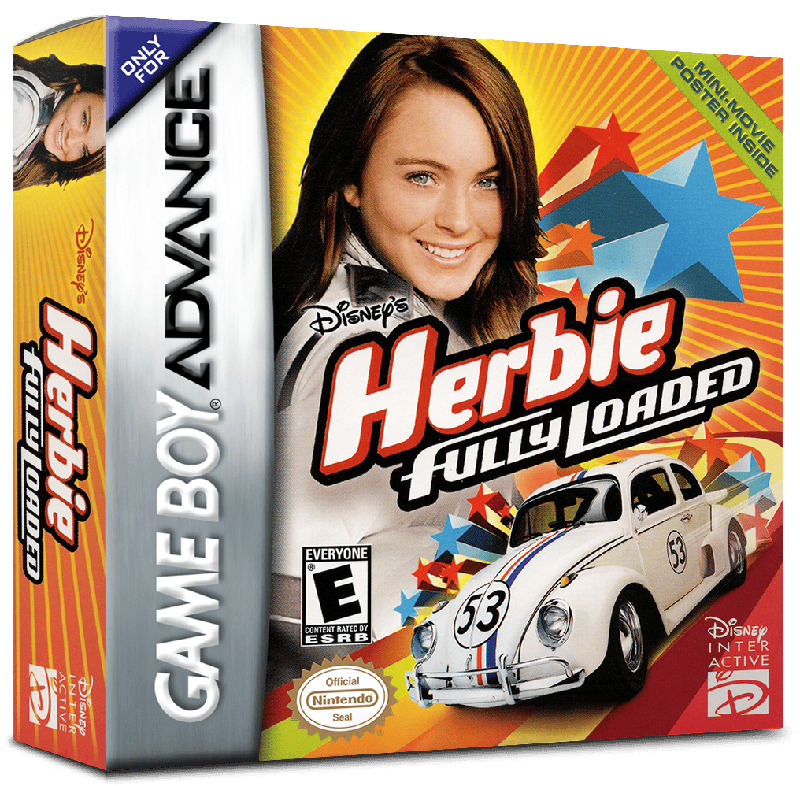 ONLY
FOR
GAME BOY ADVANCE
MINI-MOVIE
POSTER INSIDE
Disney's
Herbie
FULLY LOADED
53
53
EVERYONE
E
CONTENT RATED BY
ESRB
Official
Nintendo
Seal
Disney
INTER
ACTIVE
Disney's
Herbie
FULLY LOADED
Disney
INTER
ACTIVE